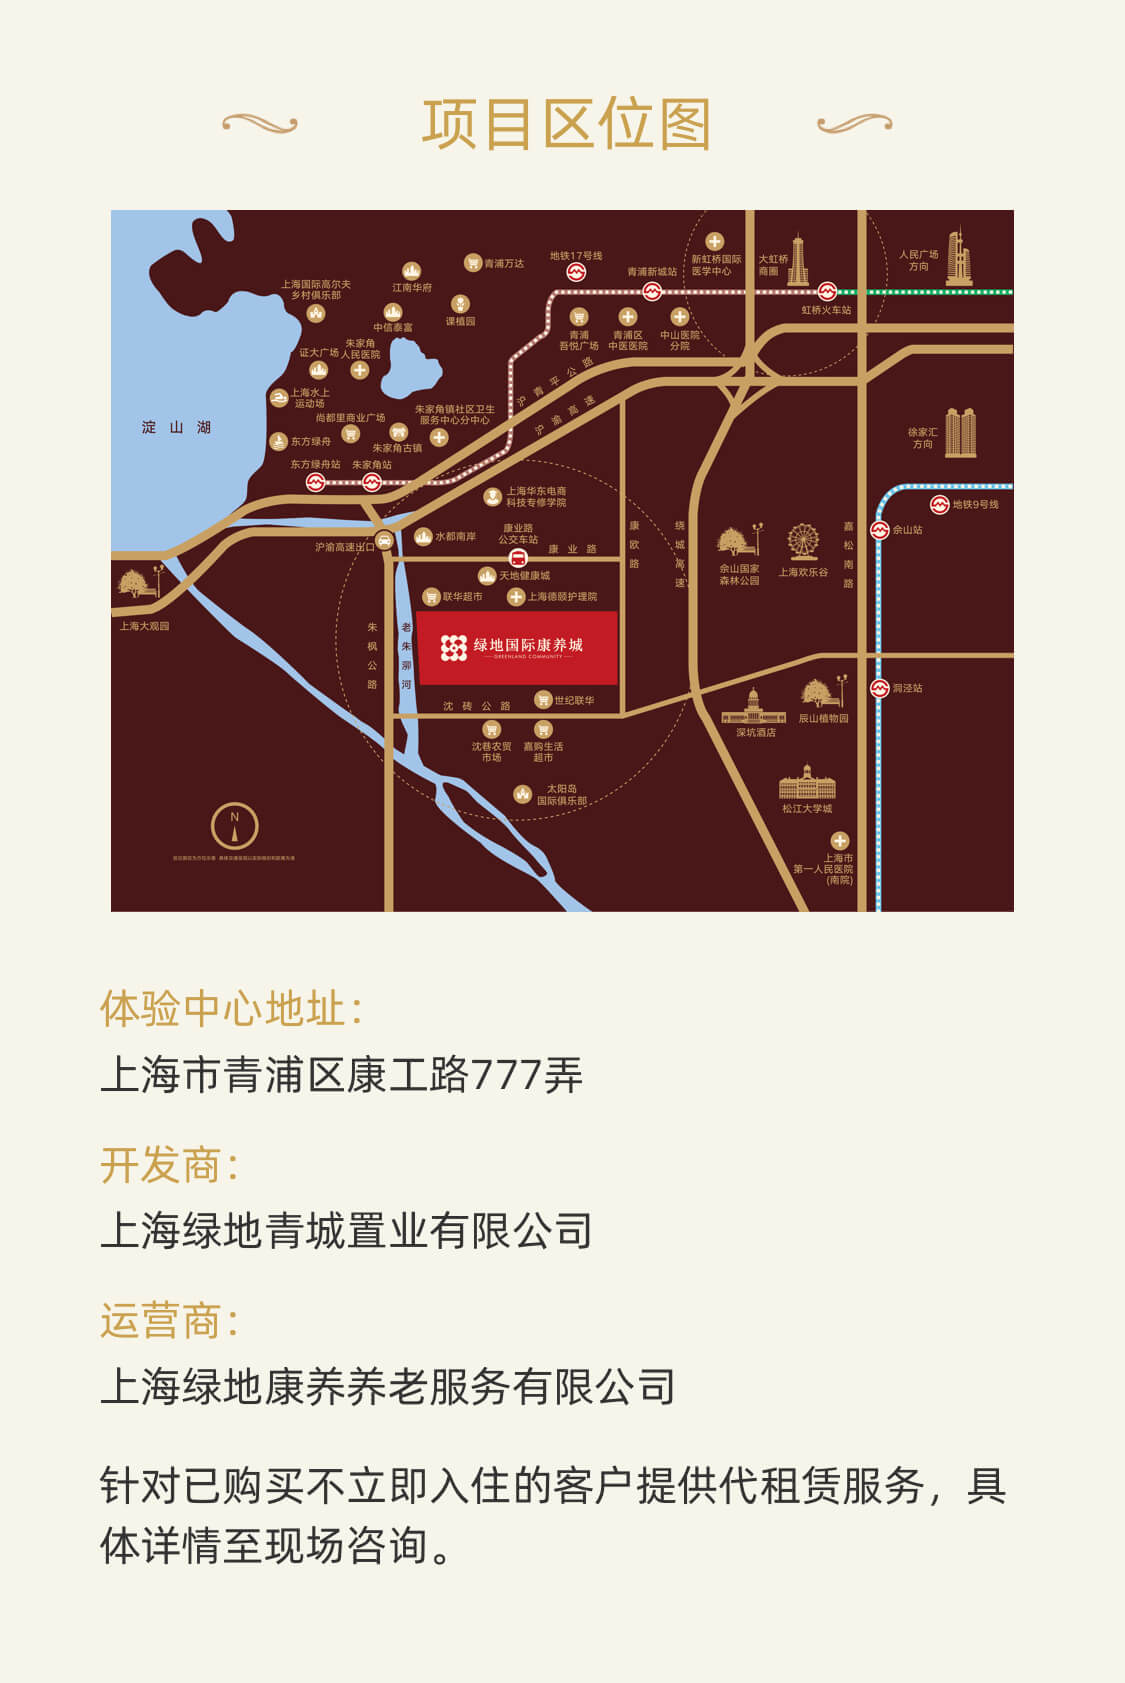 项目区位图
新虹桥国际
医学中心
大虹桥
商圈
人民广场
方向
地铁17号线
青浦万达
青浦新城站
上海国际高尔夫
乡村俱乐部
江南华府
中信泰富
课植园
虹桥火车站
青浦
吾悦广场
青浦区
中医医院
中山医院
分院
证大广场
朱家角
人民医院
沪青平公路
沪渝高速
上海水上
运动场
尚都里商业广场
朱家角镇社区卫生
服务中心分中心
淀山湖
东方绿舟
朱家角古镇
徐家汇
方向
东方绿舟站
朱家角站
上海华东电商
科技专修学院
地铁9号线
康业路
公交车站
水都南岸
沪渝高速出口
康业路
康欧路
绕城高速
嘉松南路
佘山站
佘山国家
森林公园
上海欢乐谷
天地健康城
联华超市
上海德颐护理院
上海大观园
朱枫公路
老朱泖河
绿地国际康养城
GREENLAND COMMUNITY
洞泾站
世纪联华
沈砖公路
辰山植物园
深坑酒店
沈巷农贸
市场
嘉购生活
超市
太阳岛
国际俱乐部
松江大学城
N
上海市
第一人民医院
(南院)
体验中心地址：
上海市青浦区康工路777弄
开发商：
上海绿地青城置业有限公司
运营商：
上海绿地康养养老服务有限公司
针对已购买不立即入住的客户提供代租赁服务，具
体详情至现场咨询。